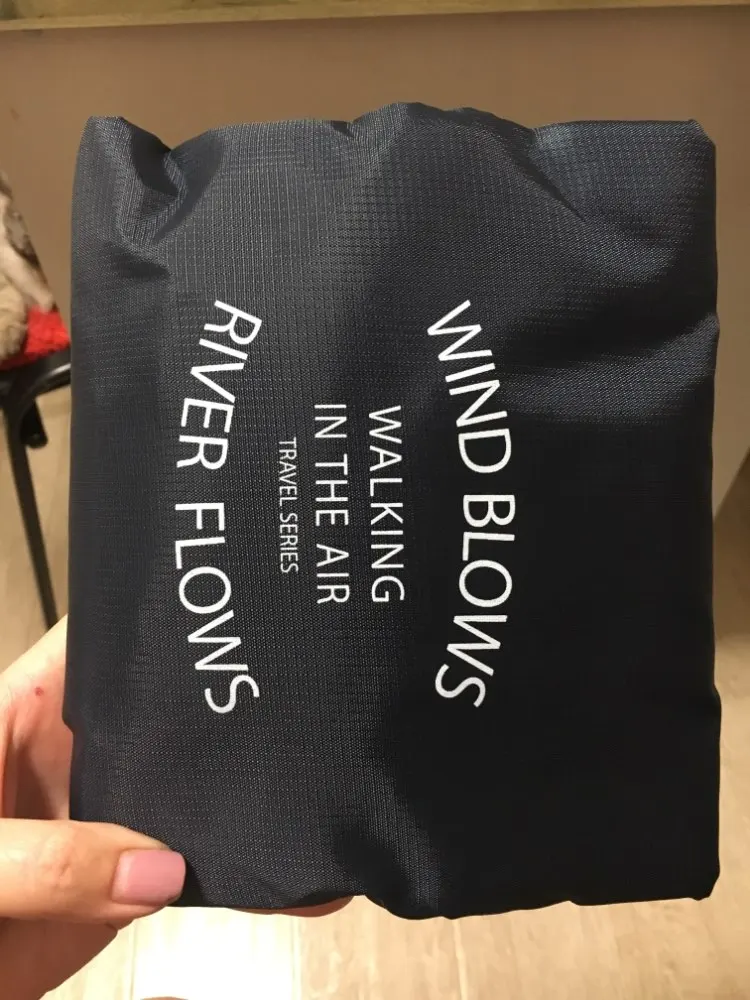 WIND BLOWS
WALKING
IN THE AIR
TRAVEL SERIES
RIVER FLOWS